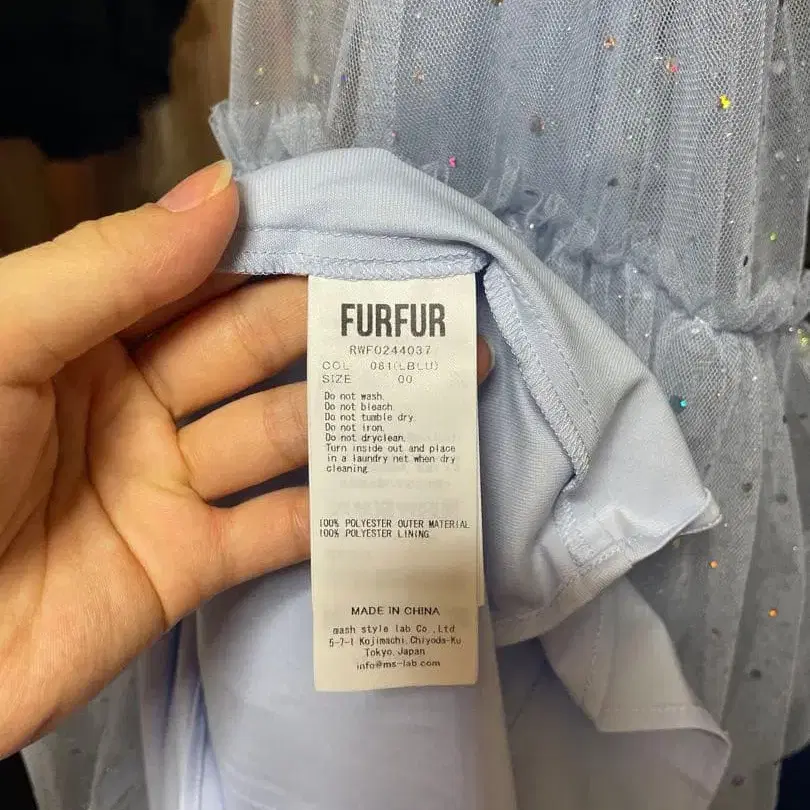 FURFUR
RWFO244037
COL 081(LBLU)
SIZE 00
Do not wash.
Do not bleach.
Do not tumble dry.
Do not iron.
Do not dryclean.
Turn inside out and place
in a laundry net when dry
cleaning
100% POLYESTER OUTER MATERIAL
100% POLYESTER LINING
MADE IN CHINA
mash style lab Co.,Ltd
5-7-1 Kojimachi.Chiyoda-Ku
Tokyo.Japan
info@ms-lab.com